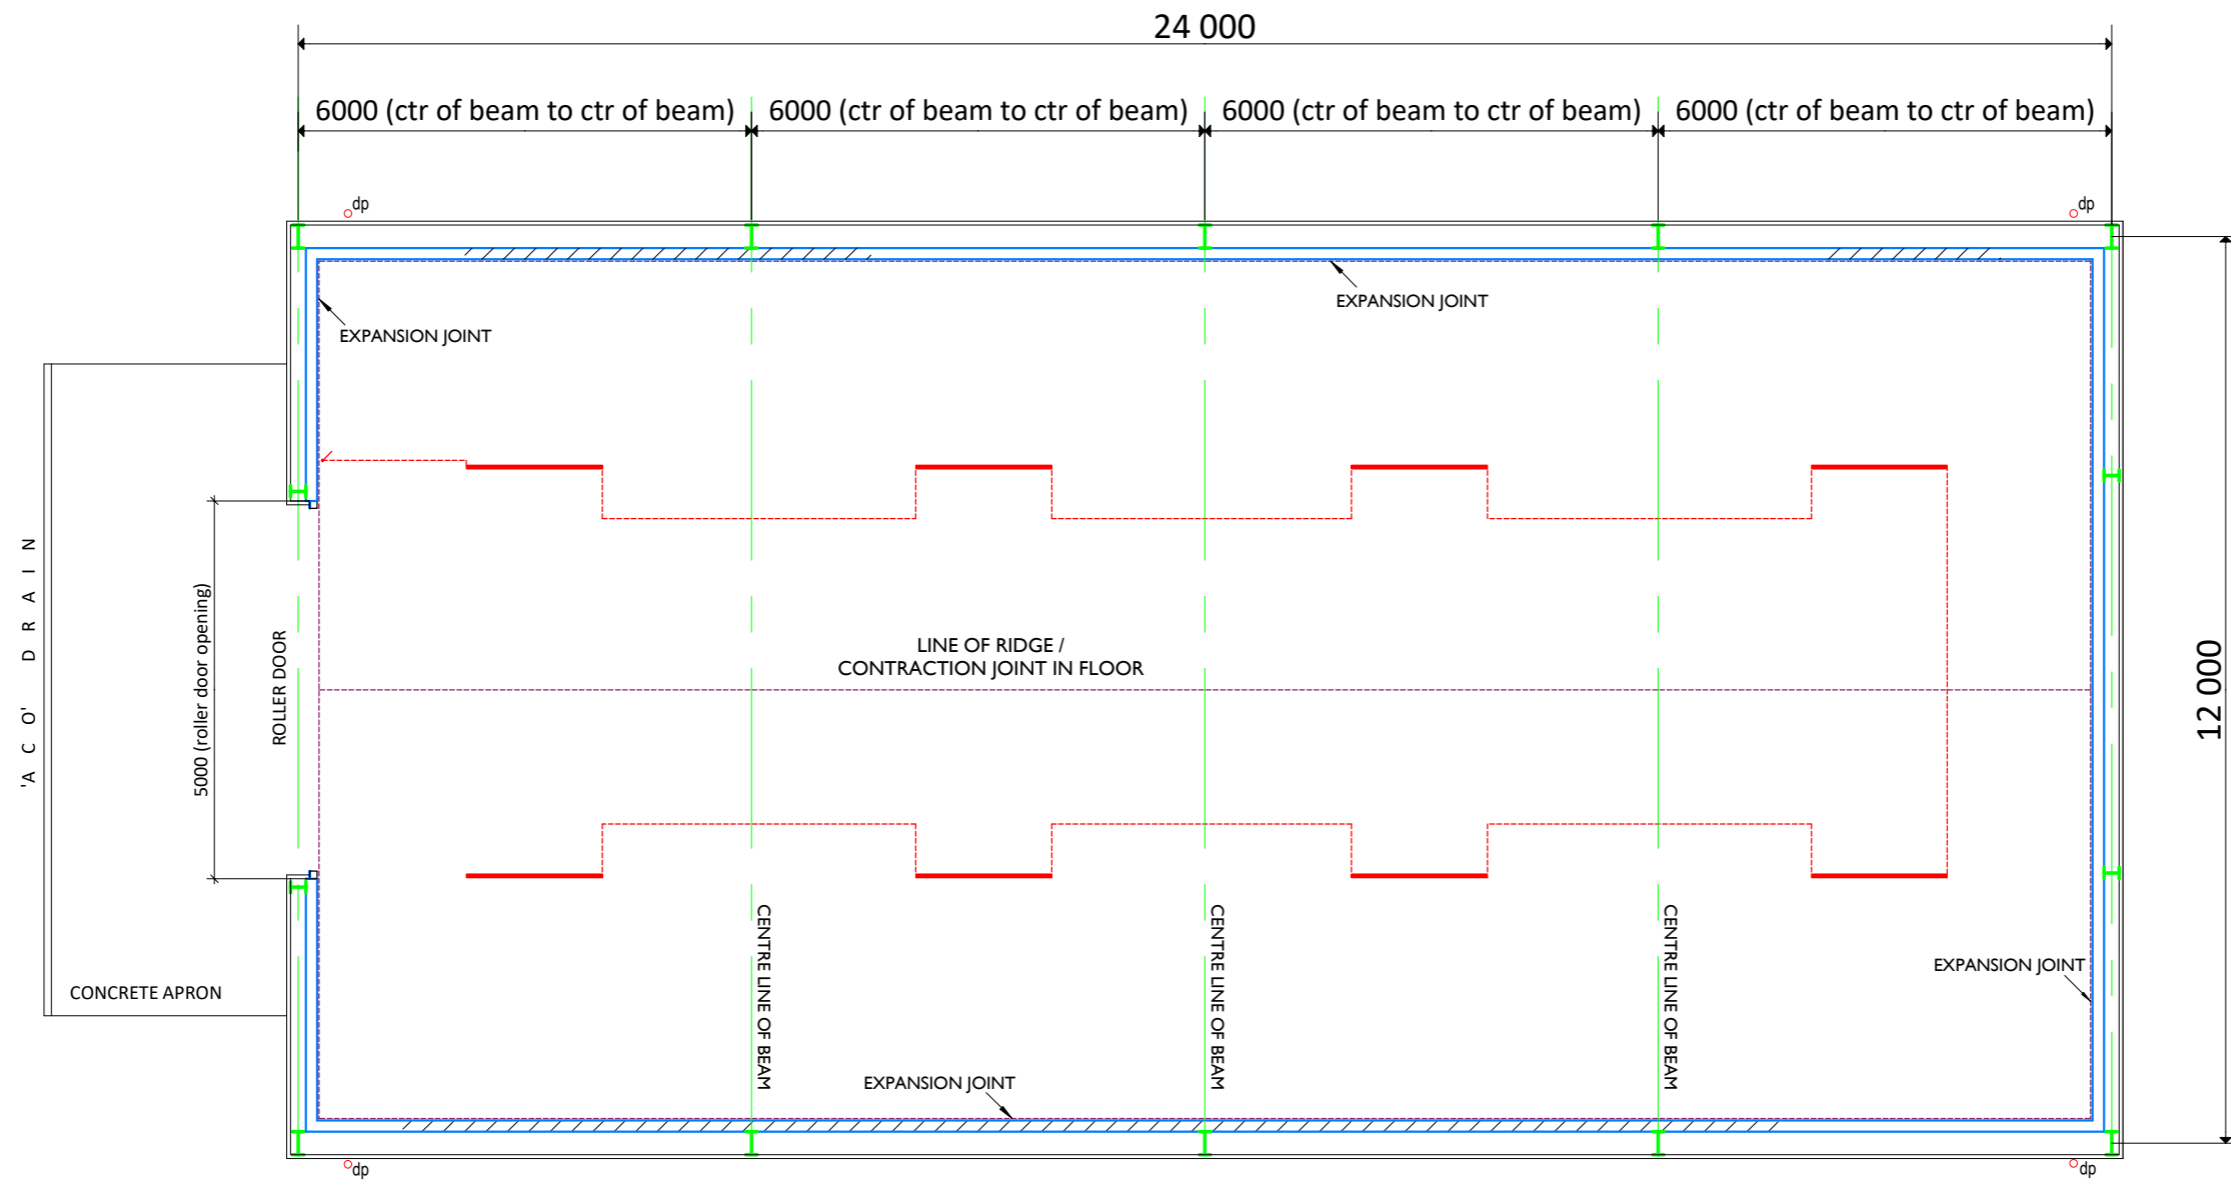 24 000
6000 (ctr of beam to ctr of beam)
6000 (ctr of beam to ctr of beam)
6000 (ctr of beam to ctr of beam)
6000 (ctr of beam to ctr of beam)
dp
dp
EXPANSION JOINT
EXPANSION JOINT
'ACO' DRAIN
5000 (roller door opening)
ROLLER DOOR
LINE OF RIDGE /
CONTRACTION JOINT IN FLOOR
12 000
CENTRE LINE OF BEAM
CENTRE LINE OF BEAM
CENTRE LINE OF BEAM
EXPANSION JOINT
CONCRETE APRON
EXPANSION JOINT
dp
dp